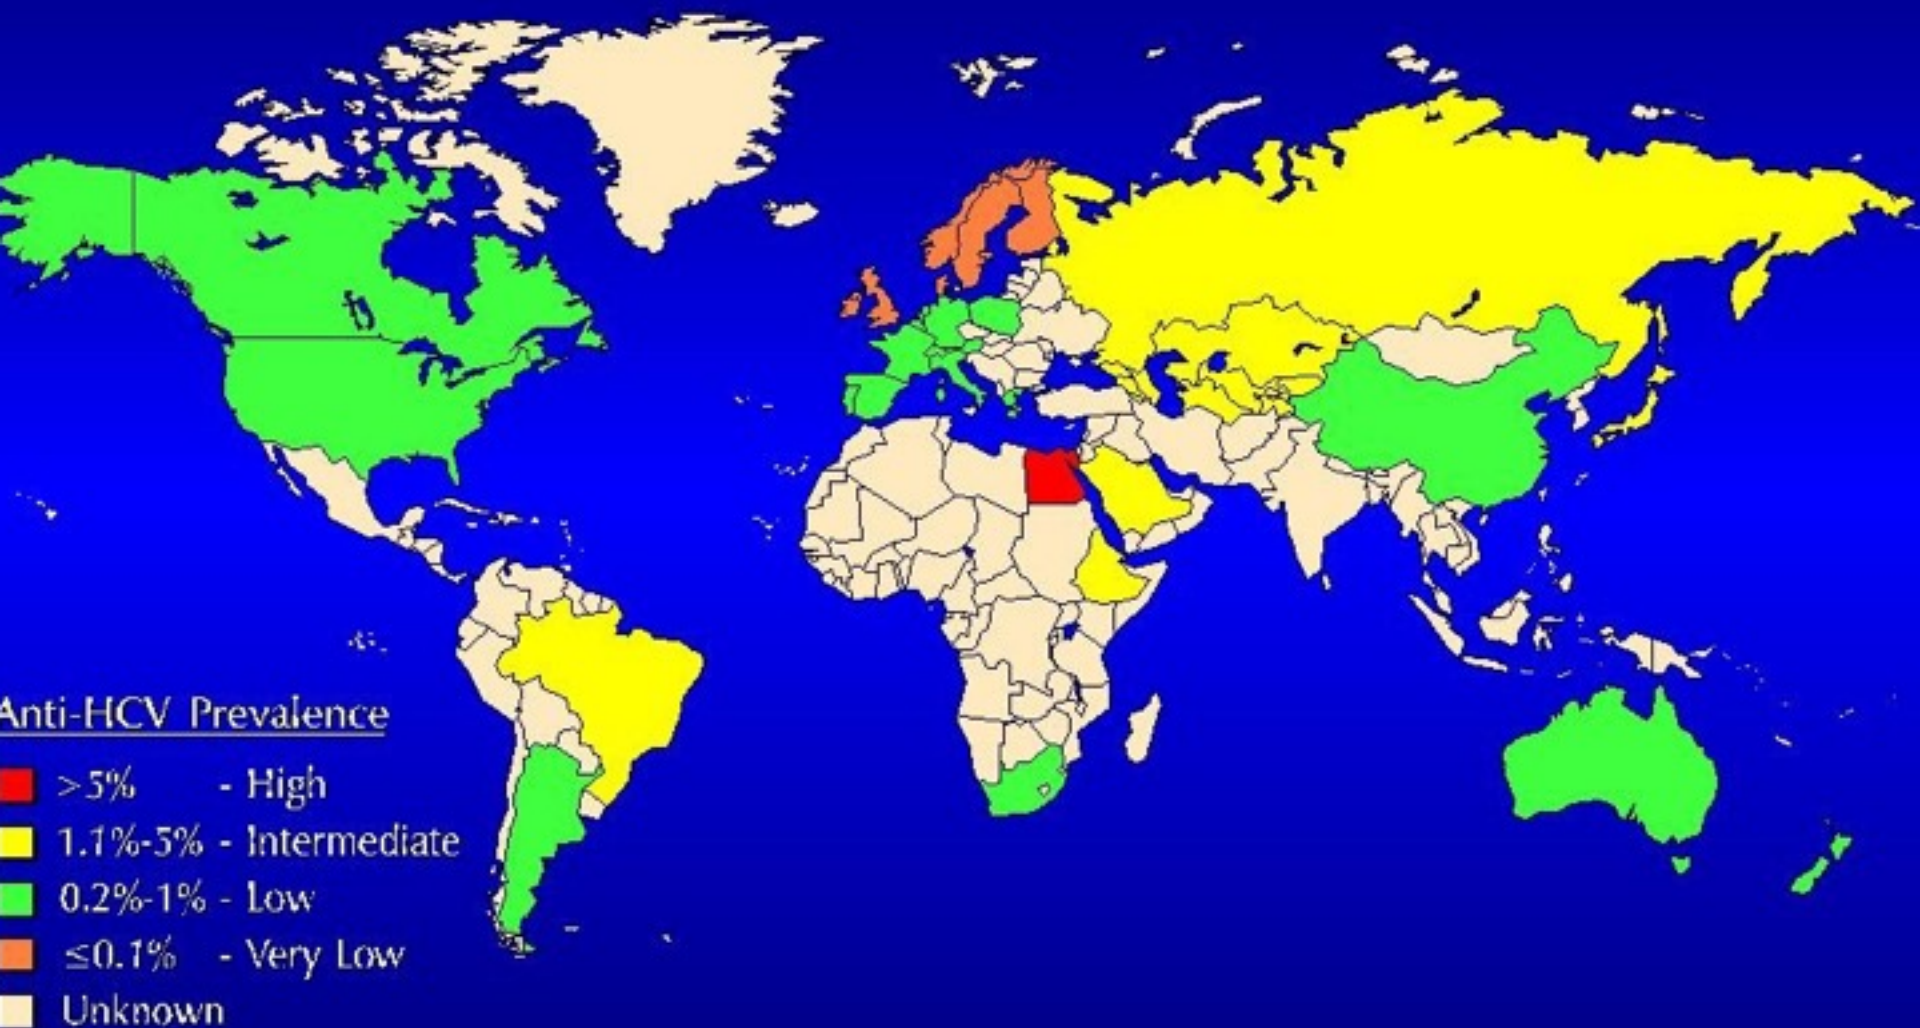 Anti-HCV Prevalence
>5% - High
1.1%-5% - Intermediate
0.2%-1% - Low
≤0.1% - Very Low
Unknown